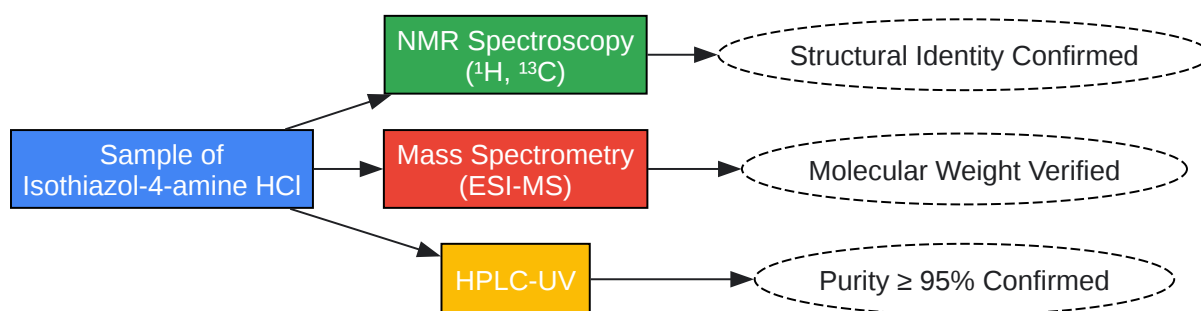 NMR Spectroscopy
(¹H, ¹³C)
Structural Identity Confirmed
Sample of
Isothiazol-4-amine HCl
Mass Spectrometry
(ESI-MS)
Molecular Weight Verified
HPLC-UV
Purity ≥ 95% Confirmed